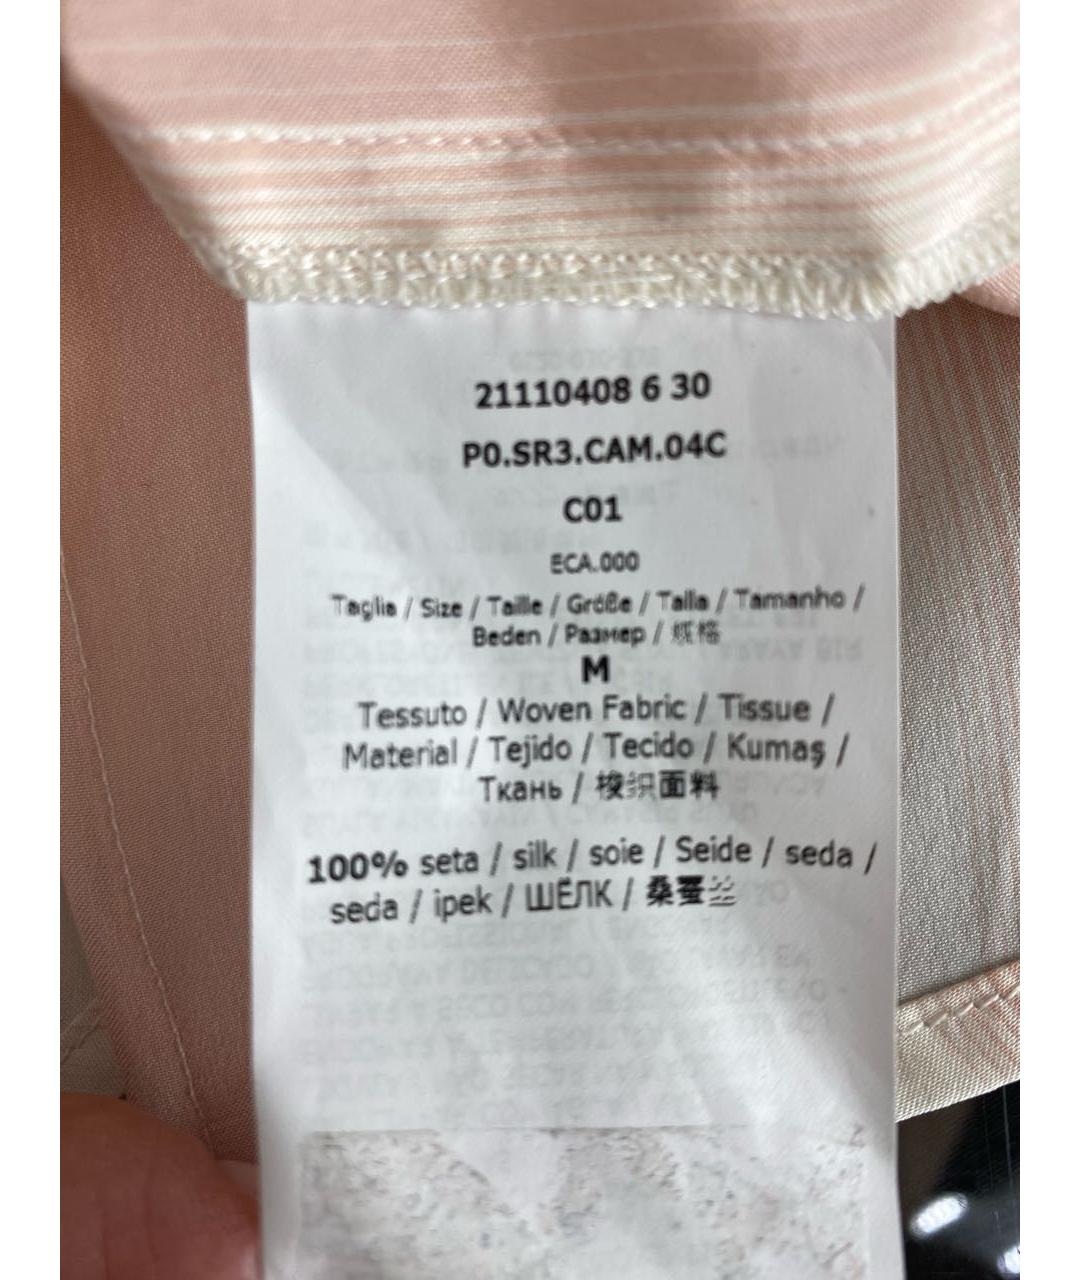 21110408 6 30
P0.SR3.CAM.04C
C01
ECA.000
Taglia / Size / Taille / Größe / Talla / Tamanho /
Beden / Размер / 规格
M
Tessuto / Woven Fabric / Tissue /
Material / Tejido / Tecido / Kumaş /
Ткань / 梭织面料
100% seta / silk / soie / Seide / seda /
seda / ipek / ШЁЛК / 桑蚕丝